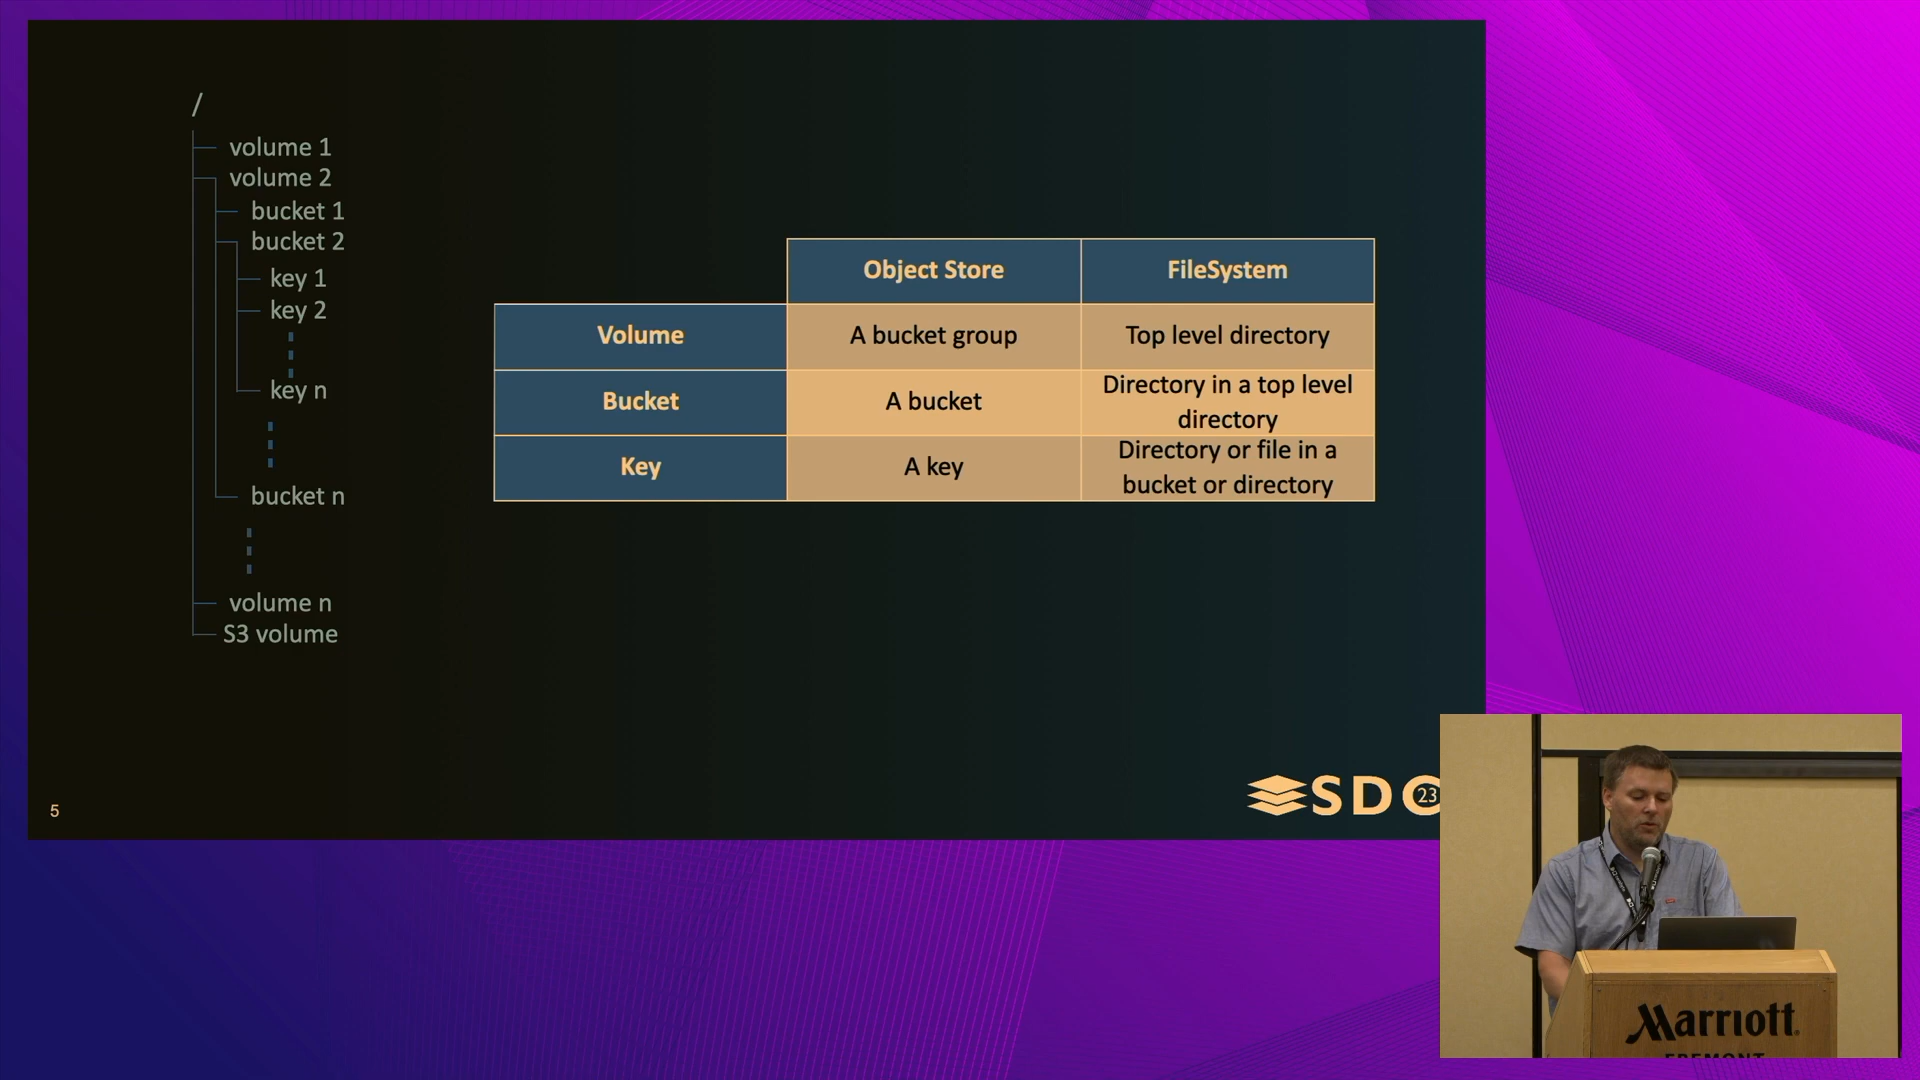 /
volume 1
volume 2
bucket 1
bucket 2
key 1
key 2
key n
bucket n
volume n
S3 volume
Object Store
FileSystem
Volume
A bucket group
Top level directory
Bucket
A bucket
Directory in a top level
directory
Key
A key
Directory or file in a
bucket or directory
5
SDC
23
Marriott
FREMONT